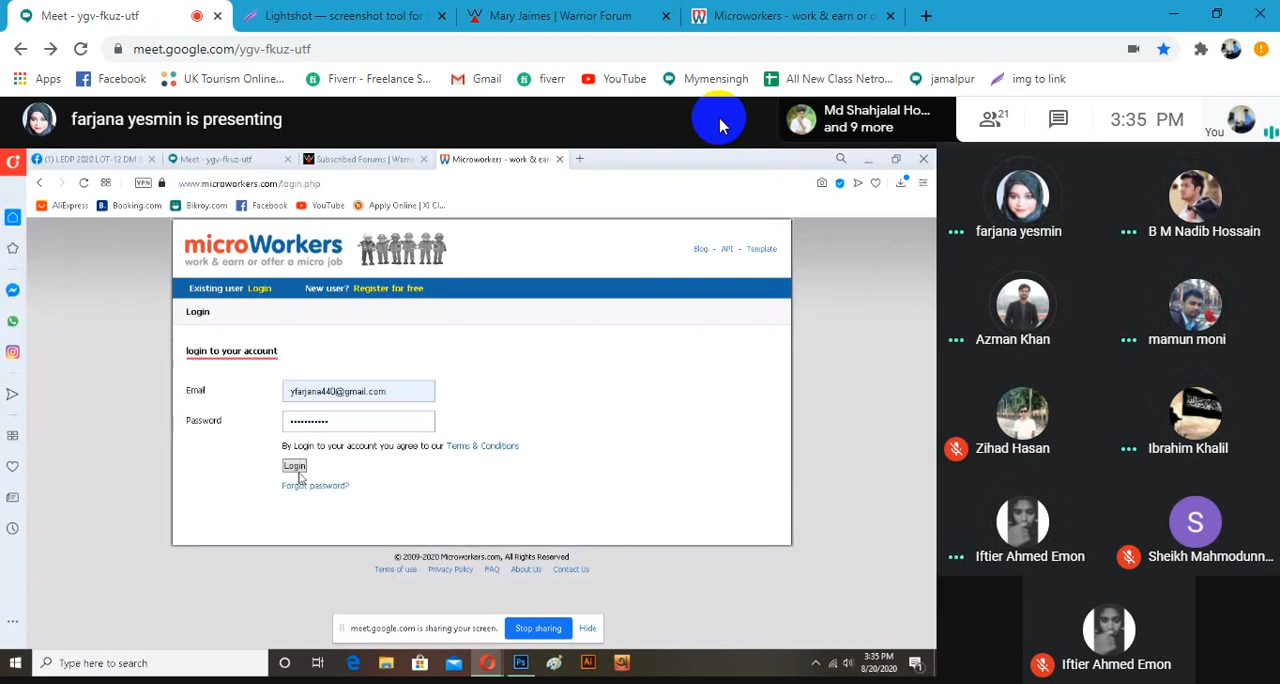 Meet - ygv-fkuz-utf
Lightshot — screenshot tool for
Mary Jaimes | Warrior Forum
Microworkers - work & earn or o
meet.google.com/ygv-fkuz-utf
Apps
Facebook
UK Tourism Online...
Fiverr - Freelance S...
Gmail
fiverr
YouTube
Mymensingh
All New Class Netro...
jamalpur
img to link
farjana yesmin is presenting
Md Shahjalal Ho...
and 9 more
21
3:35 PM
You
(1) LEDP 2020 LOT-12 DM S
Meet - ygv-fkuz-utf
Subscribed Forums | Warrio
Microworkers - work & earn
VPN
www.microworkers.com/login.php
AliExpress
Booking.com
Bikroy.com
Facebook
YouTube
Apply Online | XI Cl...
microWorkers
work & earn or offer a micro job
Blog - API - Template
Existing user Login
New user? Register for free
Login
login to your account
Email
yfarjana440@gmail.com
Password
By Login to your account you agree to our Terms & Conditions
Login
Forgot password?
© 2009-2020 Microworkers.com, All Rights Reserved
Terms of use
Privacy Policy
FAQ
About Us
Contact Us
meet.google.com is sharing your screen.
Stop sharing
Hide
Type here to search
Ps
Ai
3:35 PM
8/20/2020
farjana yesmin
B M Nadib Hossain
Azman Khan
mamun moni
Zihad Hasan
Ibrahim Khalil
S
Iftier Ahmed Emon
Sheikh Mahmodunn...
Iftier Ahmed Emon